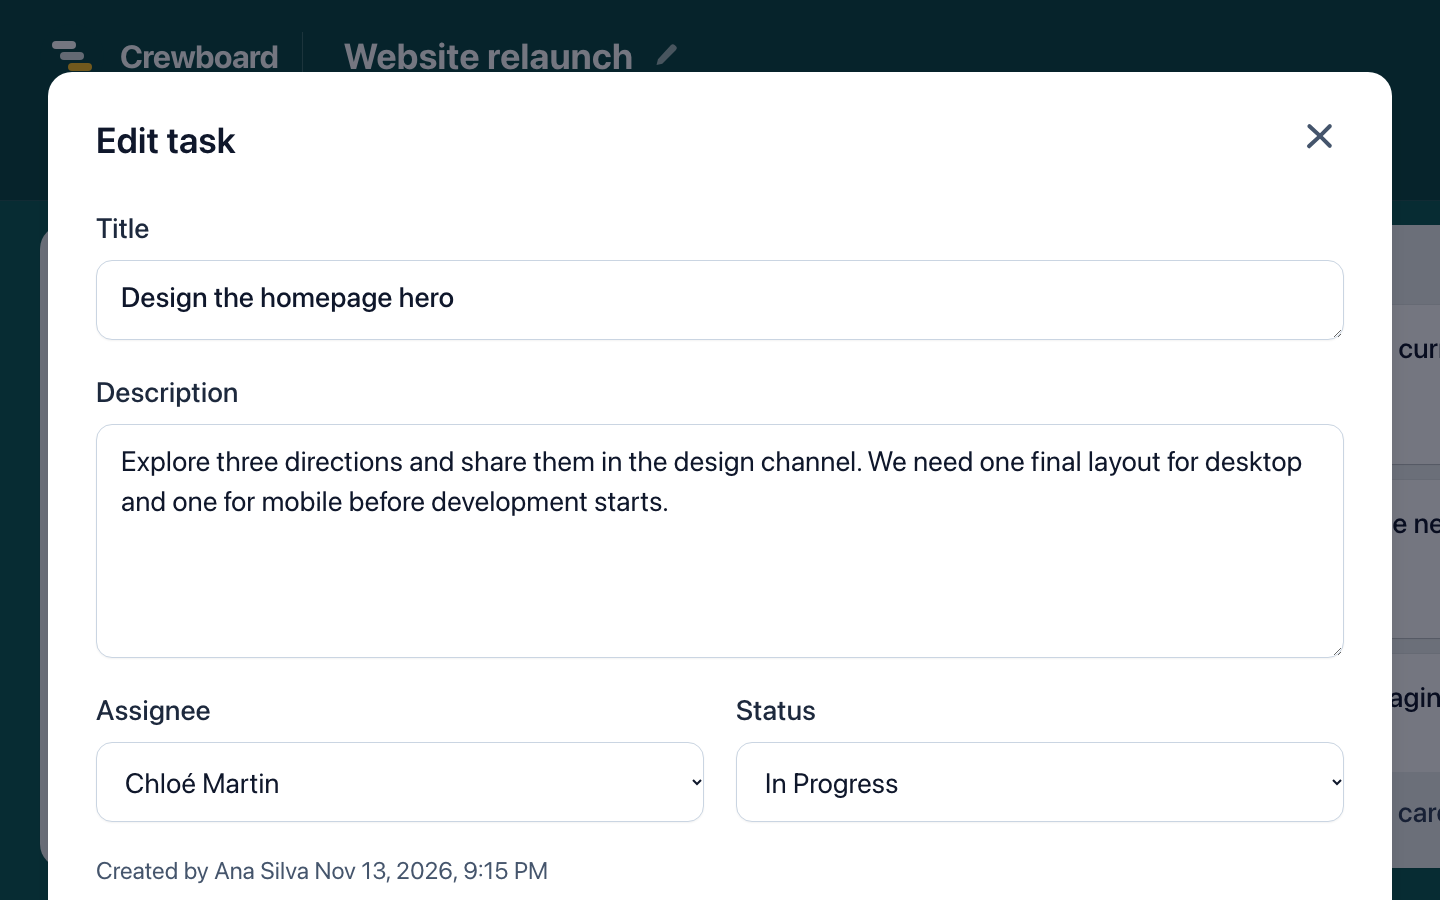 Crewboard
Website relaunch
Edit task
Title
Design the homepage hero
Description
Explore three directions and share them in the design channel. We need one final layout for desktop
and one for mobile before development starts.
Assignee
Status
Chloé Martin
In Progress
Created by Ana Silva Nov 13, 2026, 9:15 PM